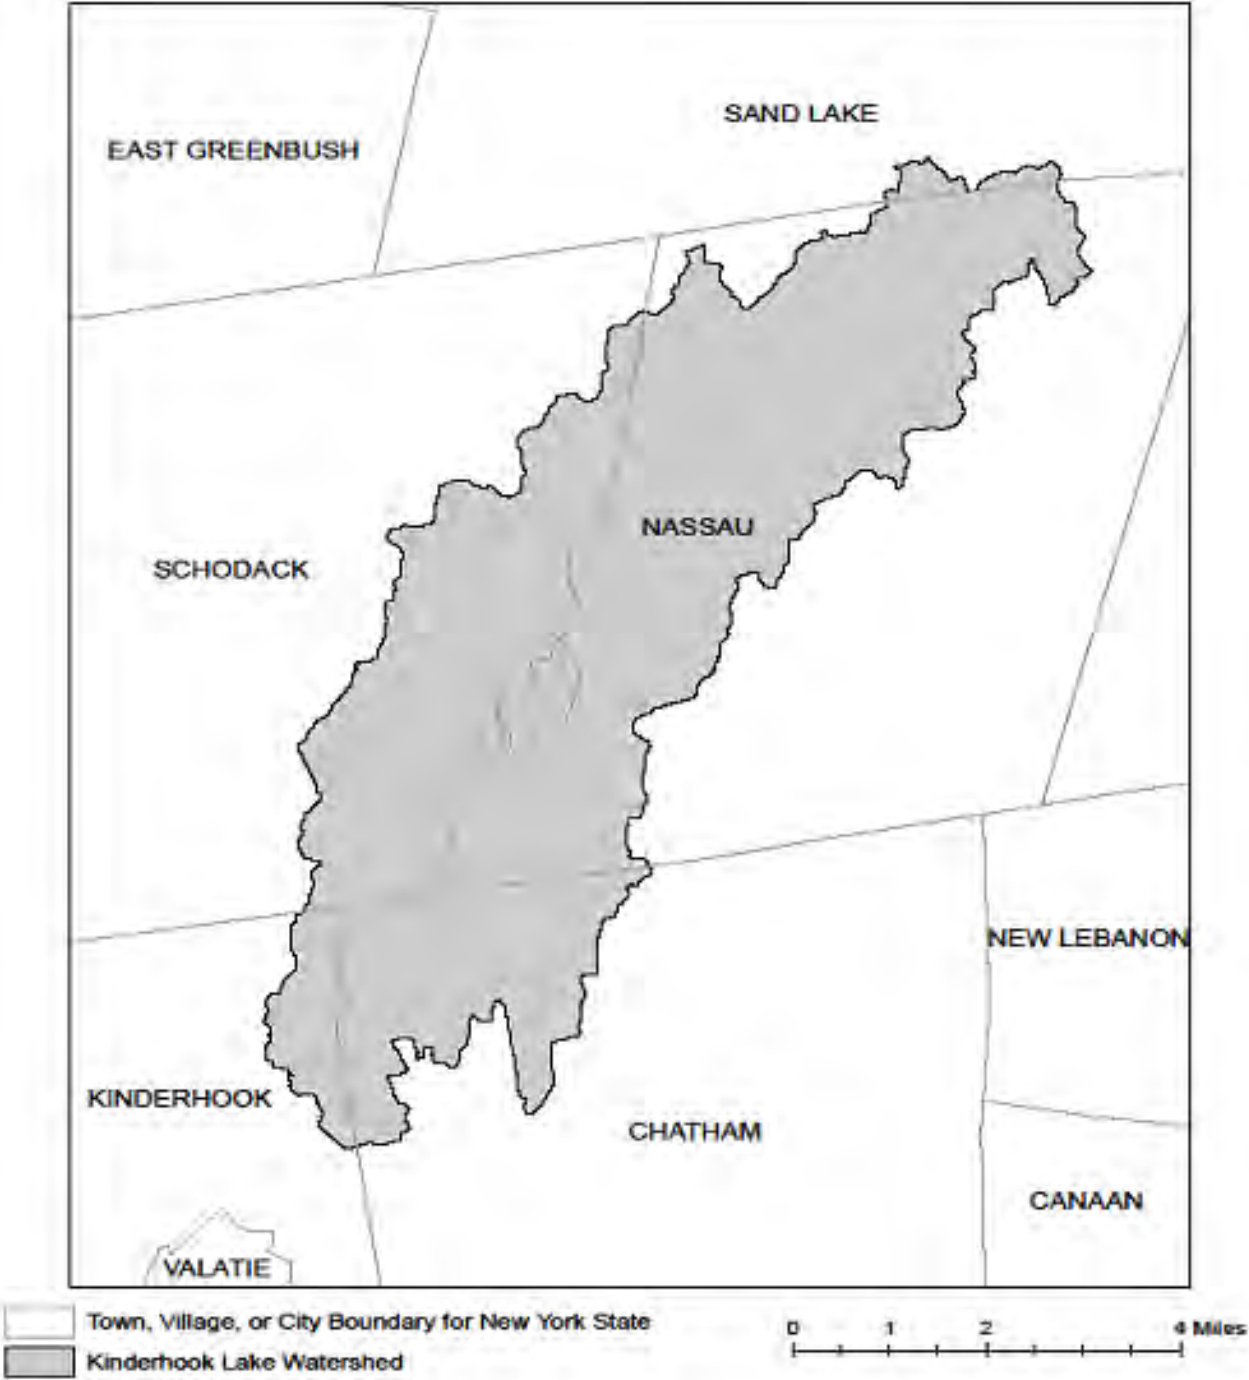 SAND LAKE
EAST GREENBUSH
NASSAU
SCHODACK
NEW LEBANON
KINDERHOOK
CHATHAM
CANAAN
VALATIE
Town, Village, or City Boundary for New York State
0 1 2 4 Miles
Kinderhook Lake Watershed